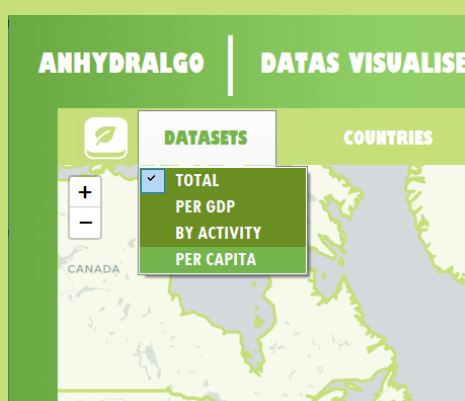 ANHYDRALGO
DATAS VISUALISE
DATASETS
COUNTRIES
TOTAL
PER GDP
BY ACTIVITY
PER CAPITA
+
−
CANADA